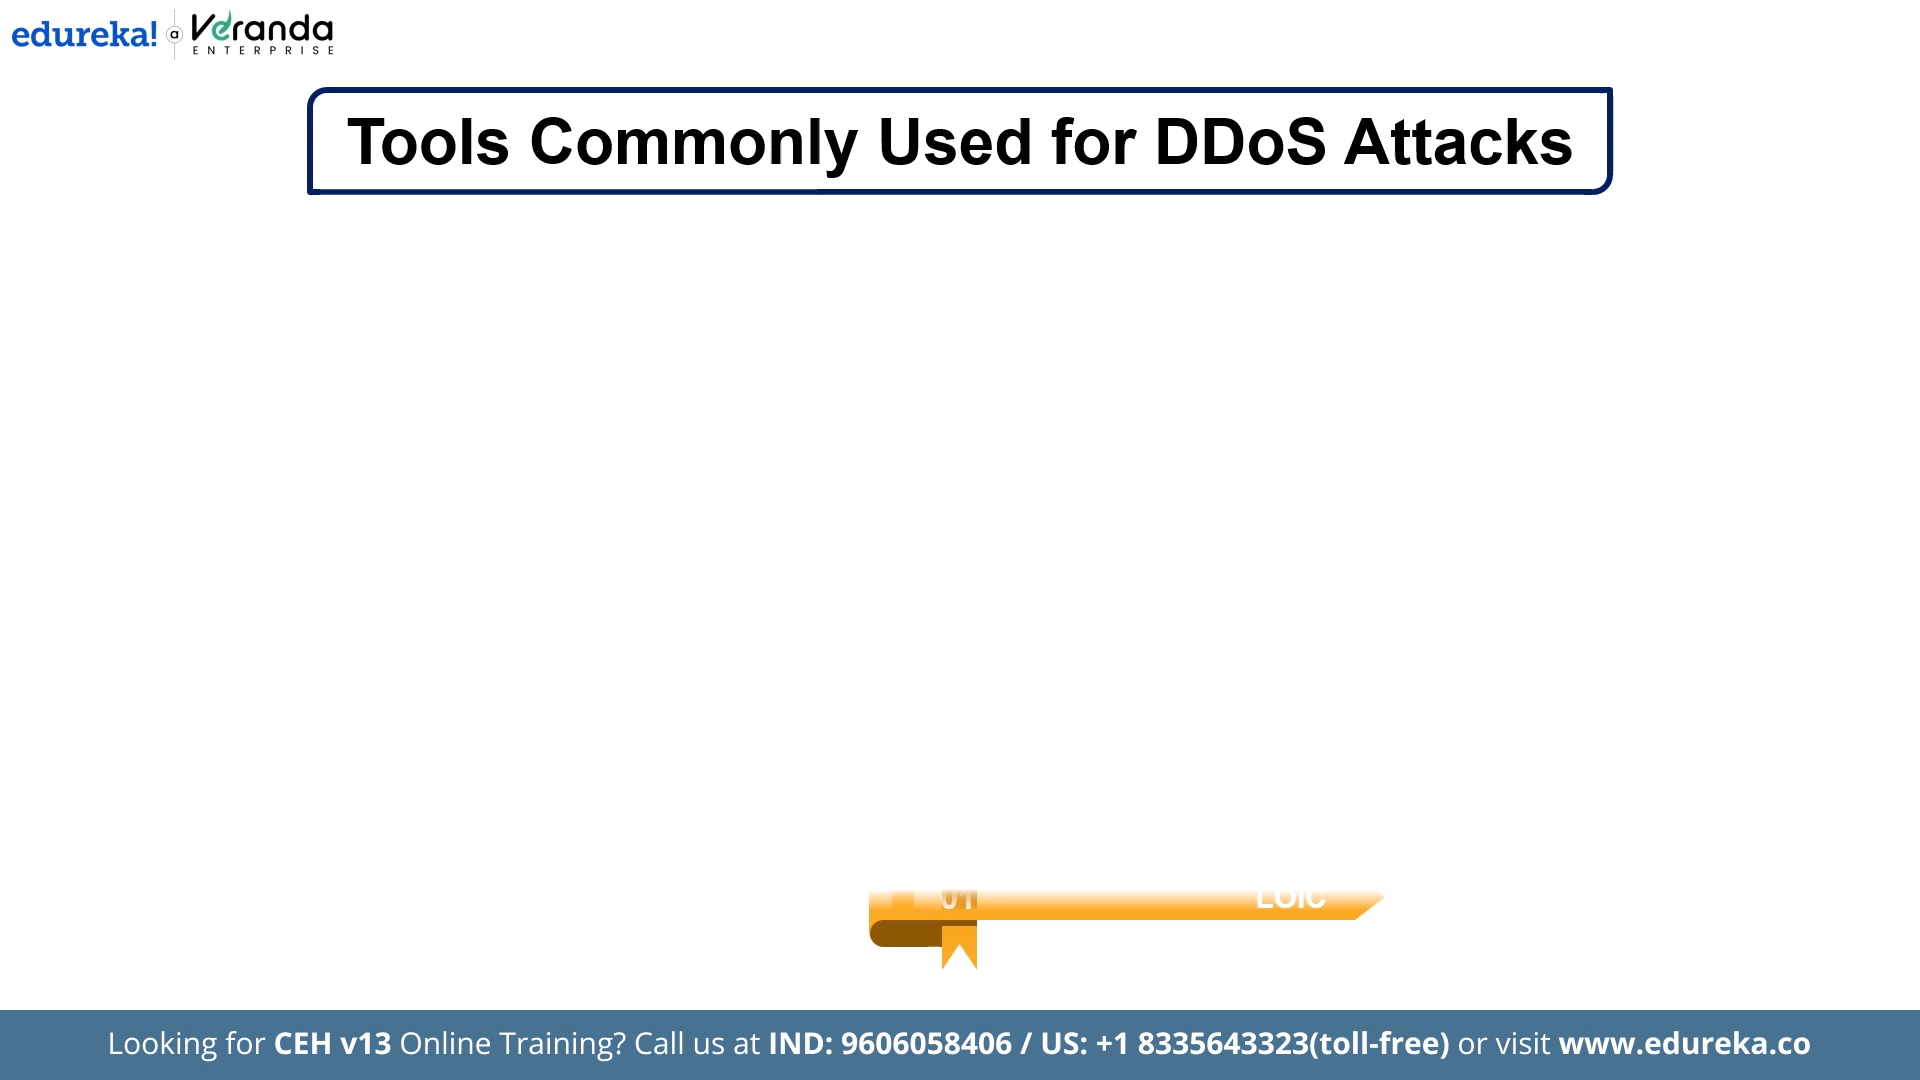 edureka! a Veranda
ENTERPRISE
Tools Commonly Used for DDoS Attacks
01 LOIC
Looking for CEH v13 Online Training? Call us at IND: 9606058406 / US: +1 8335643323(toll-free) or visit www.edureka.co